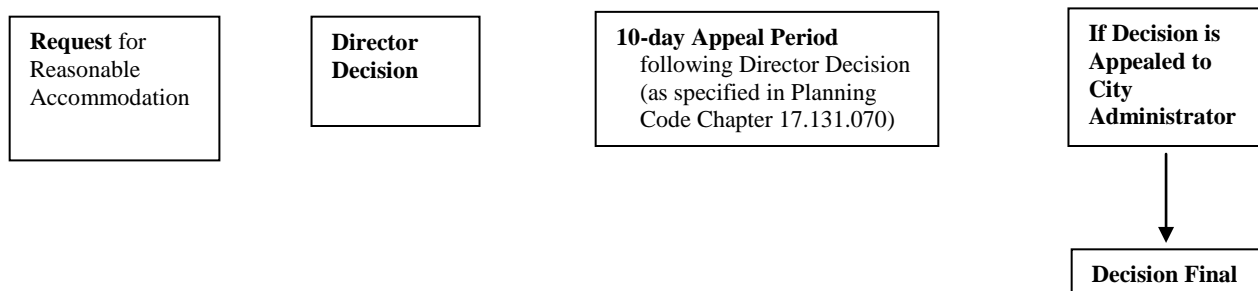 Request for
Reasonable
Accommodation
Director
Decision
10-day Appeal Period
following Director Decision
(as specified in Planning
Code Chapter 17.131.070)
If Decision is
Appealed to
City
Administrator
Decision Final